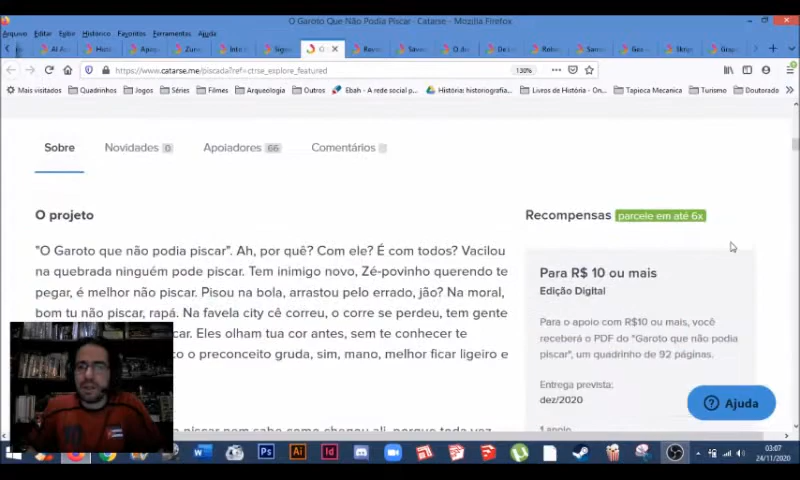 O Garoto Que Não Podia Piscar - Catarse - Mozilla Firefox
Arquivo Editar Exibir Histórico Favoritos Ferramentas Ajuda
https://www.catarse.me/piscada?ref=ctrse_explore_featured
130%
Mais visitados Quadrinhos Jogos Séries Filmes Arqueologia Outros Ebah - A rede social p... História: historiografia... Livros de História - On... Tapioca Mecanica Turismo Doutorado
Sobre Novidades 0 Apoiadores 66 Comentários
O projeto
"O Garoto que não podia piscar". Ah, por quê? Com ele? É com todos? Vacilou
na quebrada ninguém pode piscar. Tem inimigo novo, Zé-povinho querendo te
pegar, é melhor não piscar. Pisou na bola, arrastou pelo errado, jão? Na moral,
bom tu não piscar, rapá. Na favela city cê correu, o corre se perdeu, tem gente
car. Eles olham tua cor antes, sem te conhecer te
o preconceito gruda, sim, mano, melhor ficar ligeiro e
Recompensas parcele em até 6x
Para R$ 10 ou mais
Edição Digital
Para o apoio com R$10 ou mais, você
receberá o PDF do "Garoto que não podia
piscar", um quadrinho de 92 páginas.
Entrega prevista:
dez/2020
1 apoio
Ajuda
03:07
24/11/2020